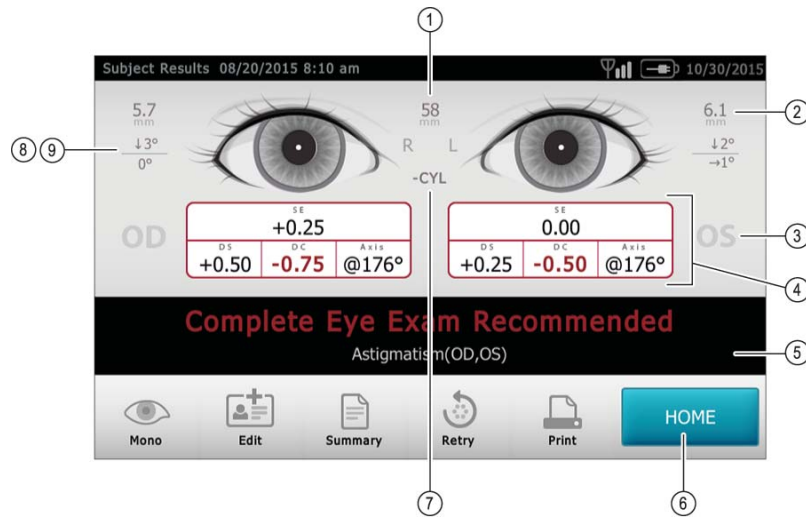 1
Subject Results 08/20/2015 8:10 am 10/30/2015
5.7 mm 58 mm 6.1 mm 2
8 9 ↓3° R L ↓2°
0° →1°
-CYL
OD OS 3
SE SE
+0.25 0.00
DS DC Axis DS DC Axis
+0.50 -0.75 @176° +0.25 -0.50 @176°
4
Complete Eye Exam Recommended
Astigmatism(OD,OS) 5
Mono Edit Summary Retry Print HOME
7 6